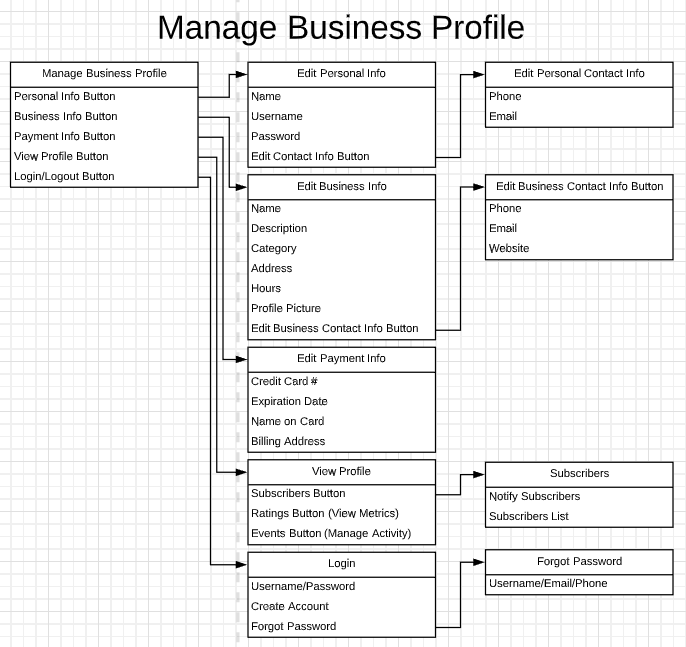 Manage Business Profile
Manage Business Profile
Personal Info Button
Business Info Button
Payment Info Button
View Profile Button
Login/Logout Button
Edit Personal Info
Name
Username
Password
Edit Contact Info Button
Edit Personal Contact Info
Phone
Email
Edit Business Info
Name
Description
Category
Address
Hours
Profile Picture
Edit Business Contact Info Button
Edit Business Contact Info Button
Phone
Email
Website
Edit Payment Info
Credit Card #
Expiration Date
Name on Card
Billing Address
View Profile
Subscribers Button
Ratings Button (View Metrics)
Events Button (Manage Activity)
Subscribers
Notify Subscribers
Subscribers List
Login
Username/Password
Create Account
Forgot Password
Forgot Password
Username/Email/Phone